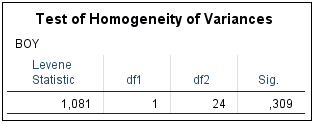 Test of Homogeneity of Variances
BOY
Levene
Statistic df1 df2 Sig.
1,081 1 24 ,309